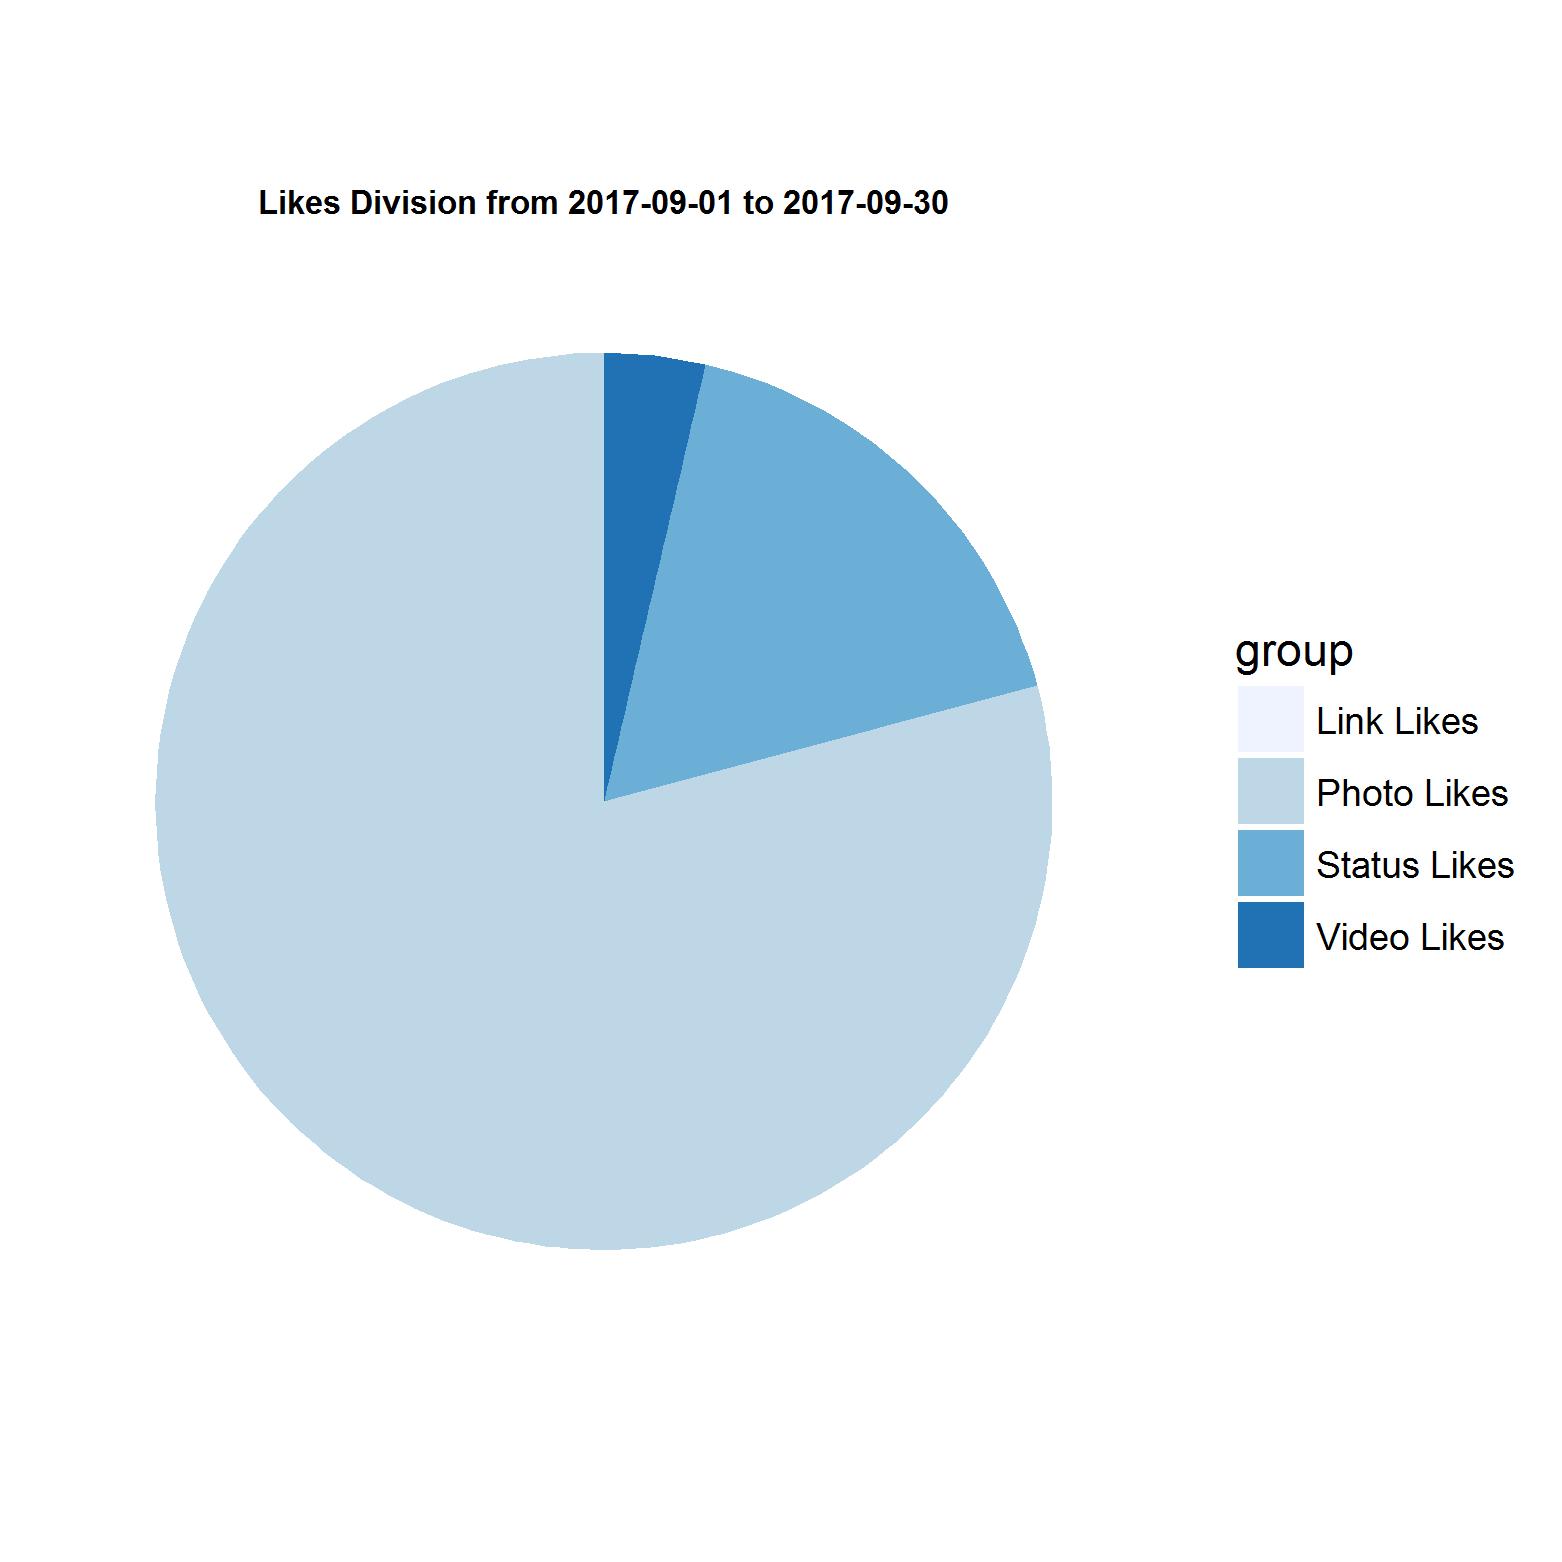 Likes Division from 2017-09-01 to 2017-09-30
group
Link Likes
Photo Likes
Status Likes
Video Likes